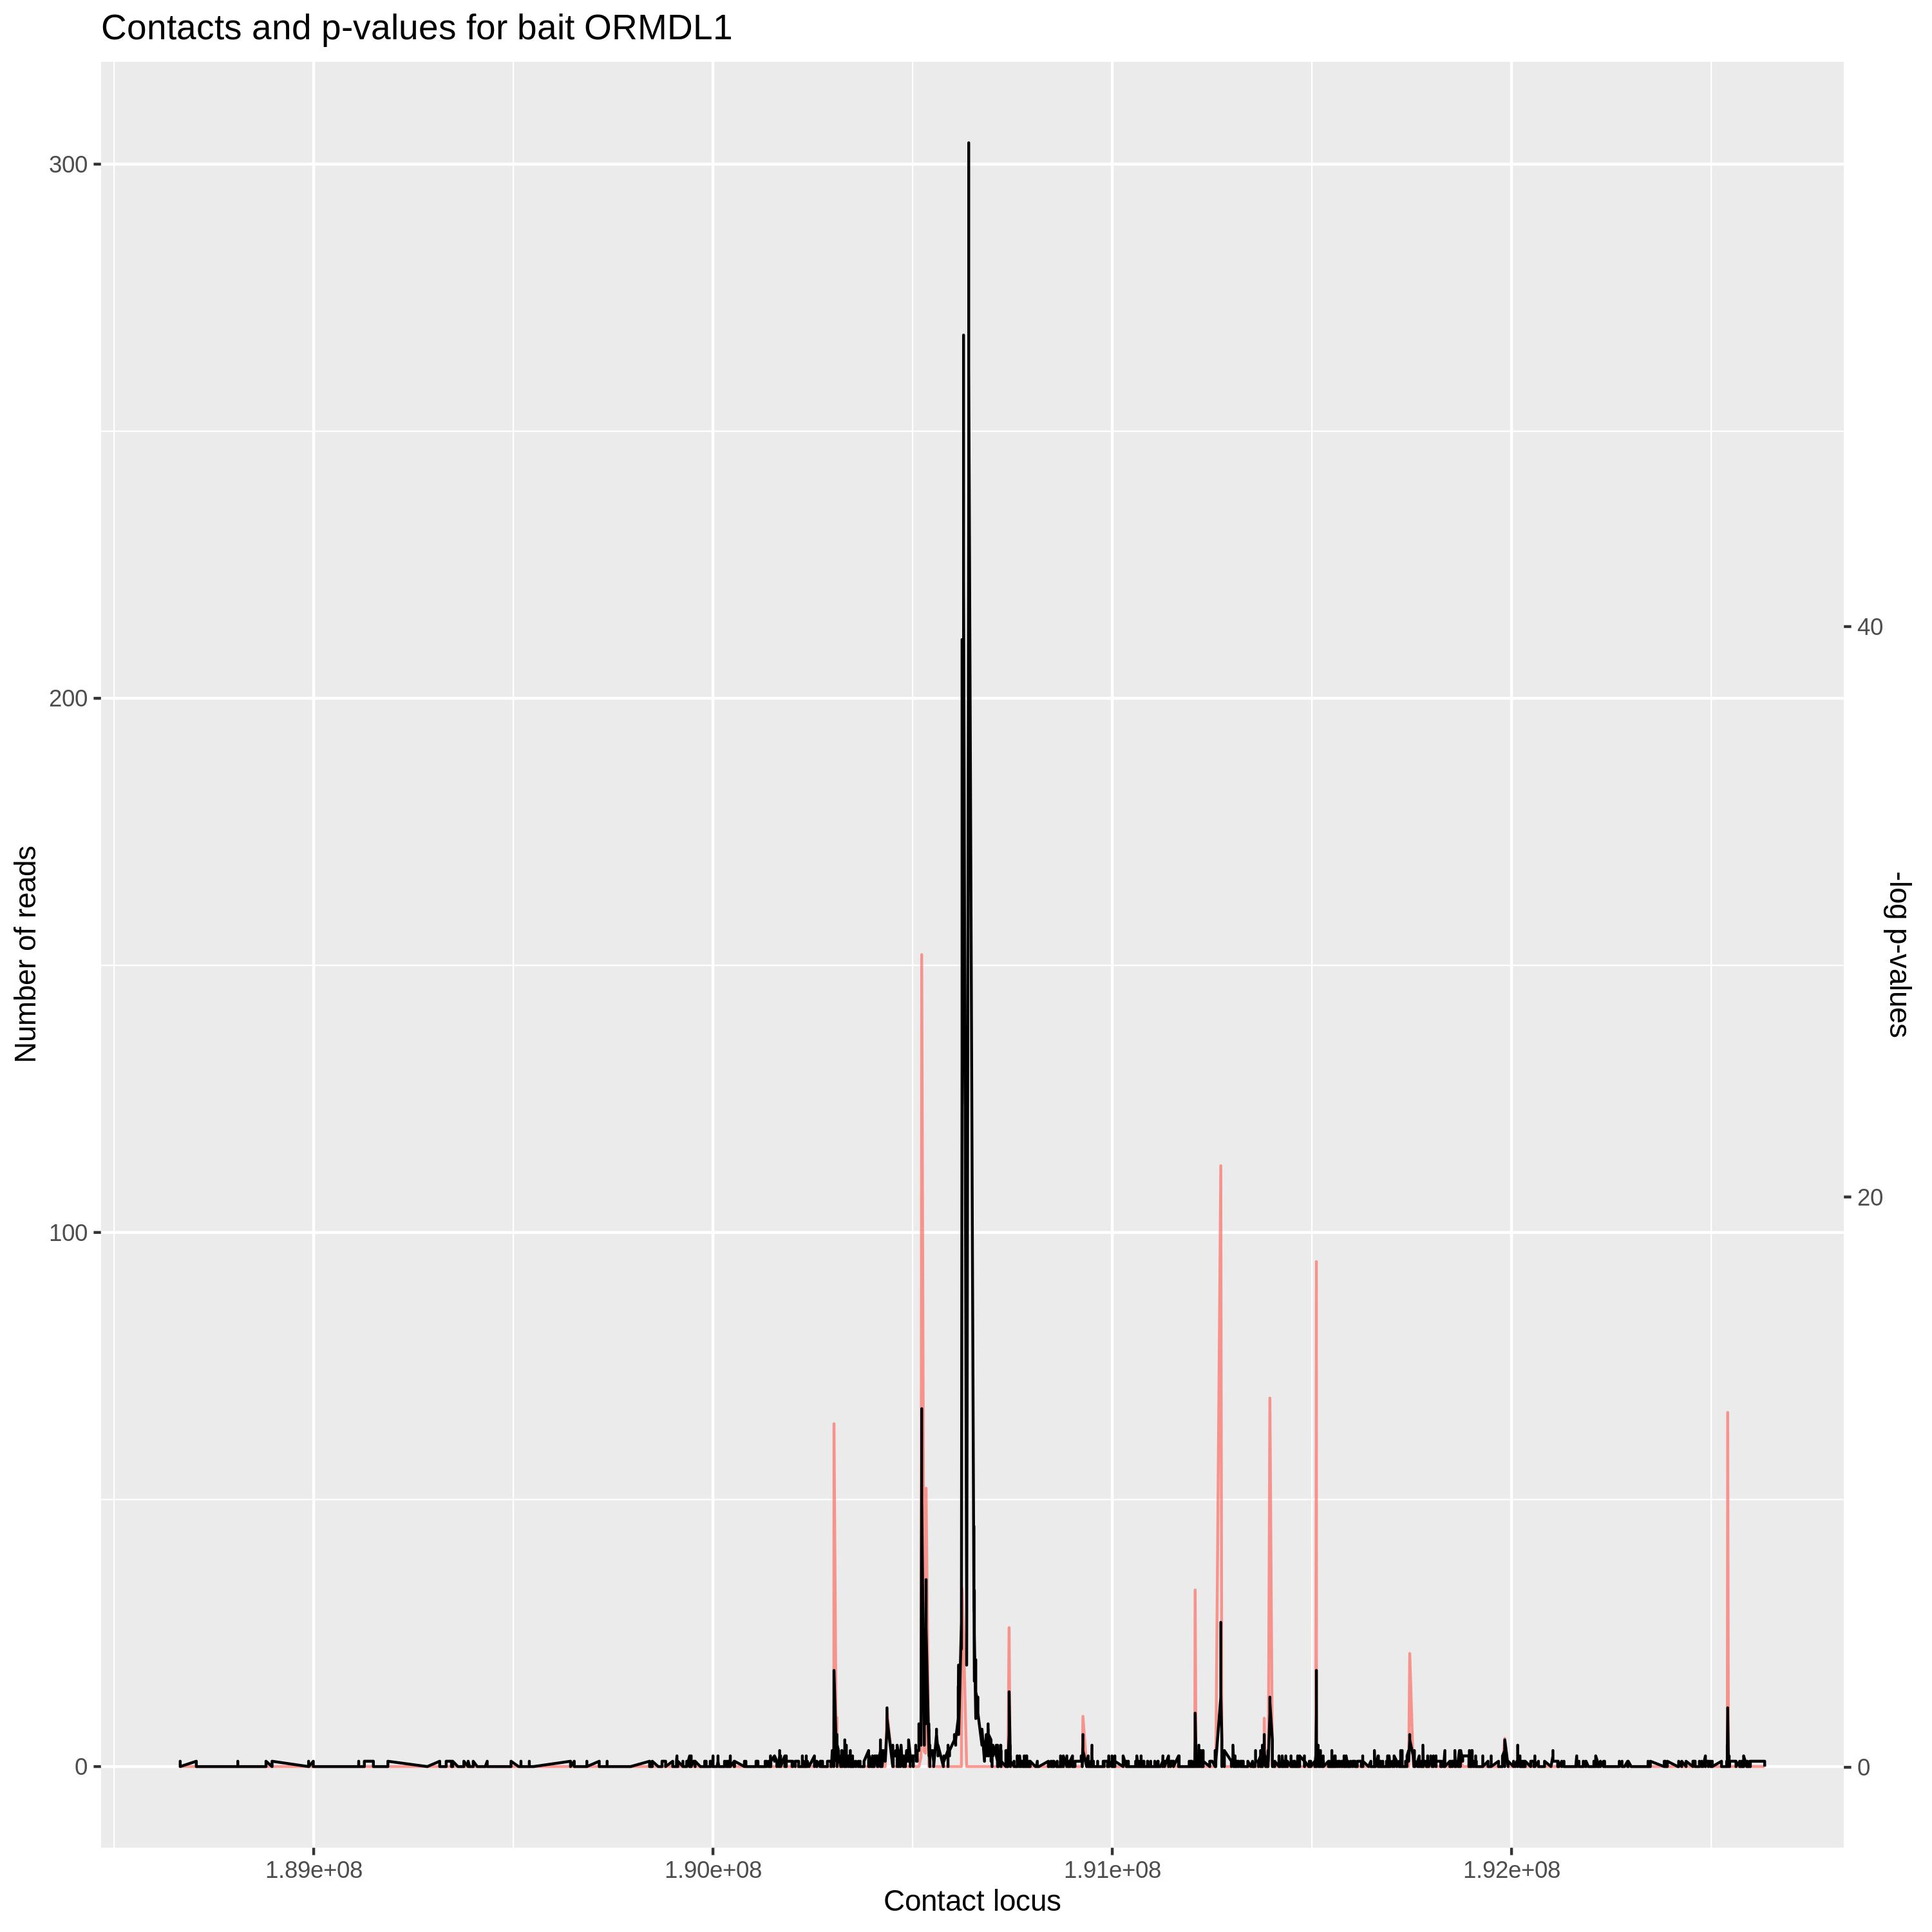 Contacts and p-values for bait ORMDL1
300
200
100
0
Number of reads
40
20
0
-log p-values
1.89e+08
1.90e+08
1.91e+08
1.92e+08
Contact locus